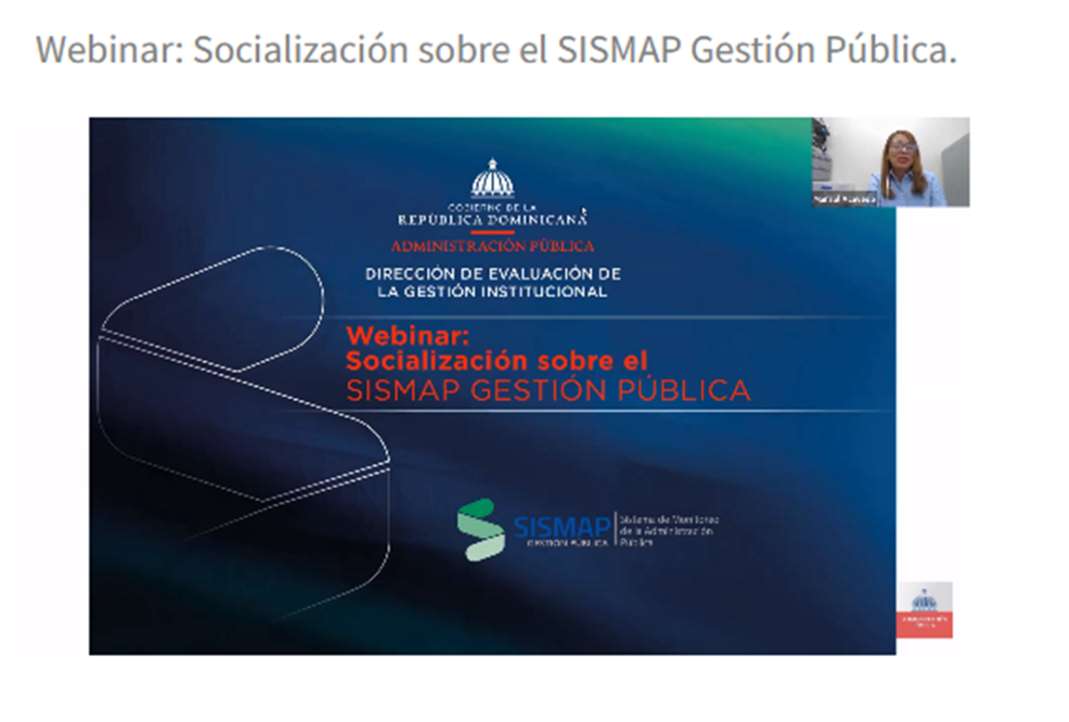 Webinar: Socialización sobre el SISMAP Gestión Pública.
GOBIERNO DE LA
REPÚBLICA DOMINICANA
ADMINISTRACIÓN PÚBLICA
DIRECCIÓN DE EVALUACIÓN DE
LA GESTIÓN INSTITUCIONAL
Webinar:
Socialización sobre el
SISMAP GESTIÓN PÚBLICA
SISMAP
GESTIÓN PÚBLICA
Sistema de Monitoreo
de la Administración
Pública